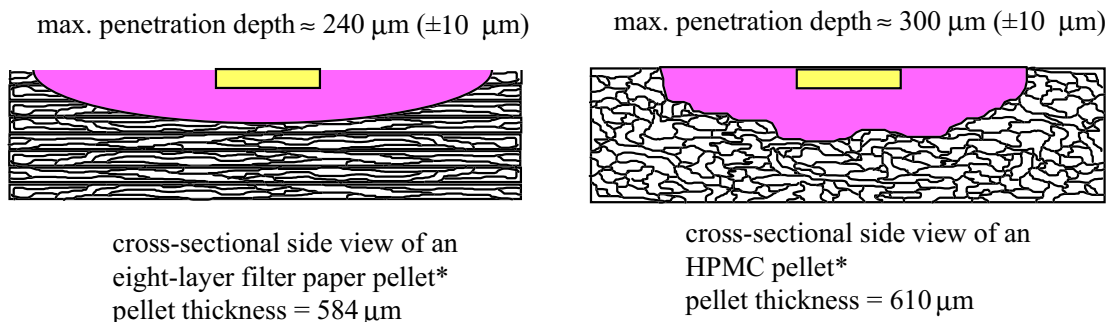 max. penetration depth ≈ 240 μm (±10 μm)
max. penetration depth ≈ 300 μm (±10 μm)
cross-sectional side view of an
eight-layer filter paper pellet*
pellet thickness = 584 μm
cross-sectional side view of an
HPMC pellet*
pellet thickness = 610 μm